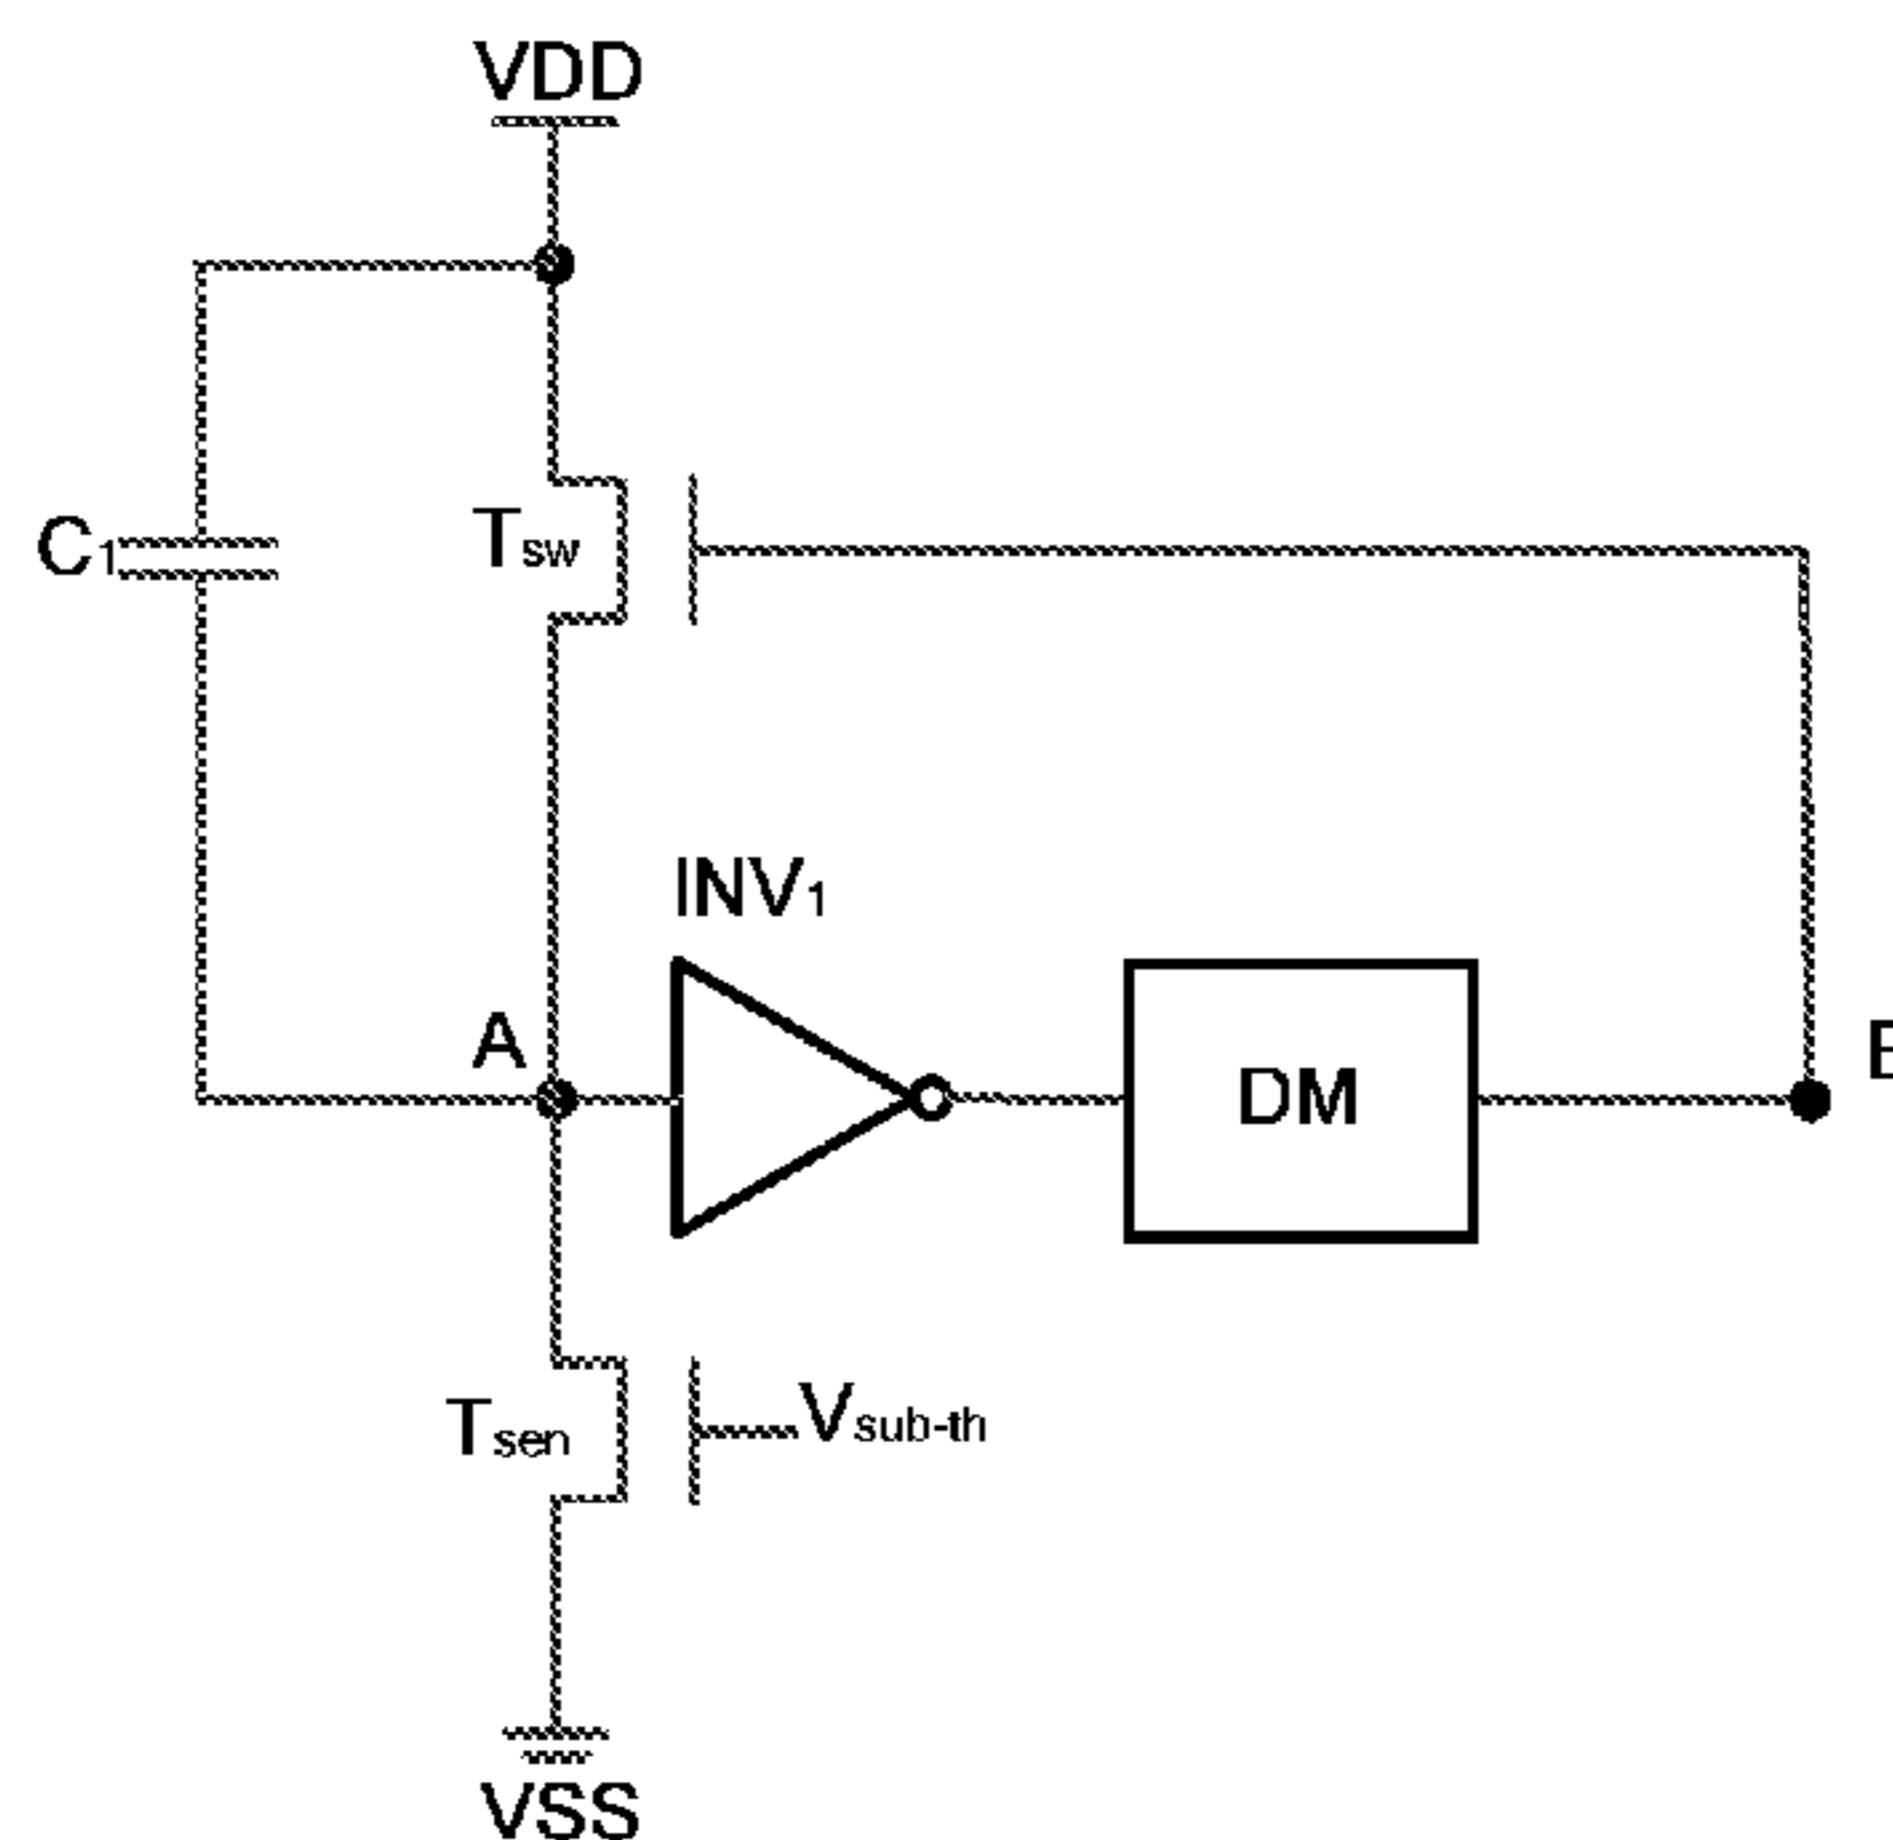 VDD
C1
Tsw
INV1
A
DM
Tsen
Vsub-th
VSS